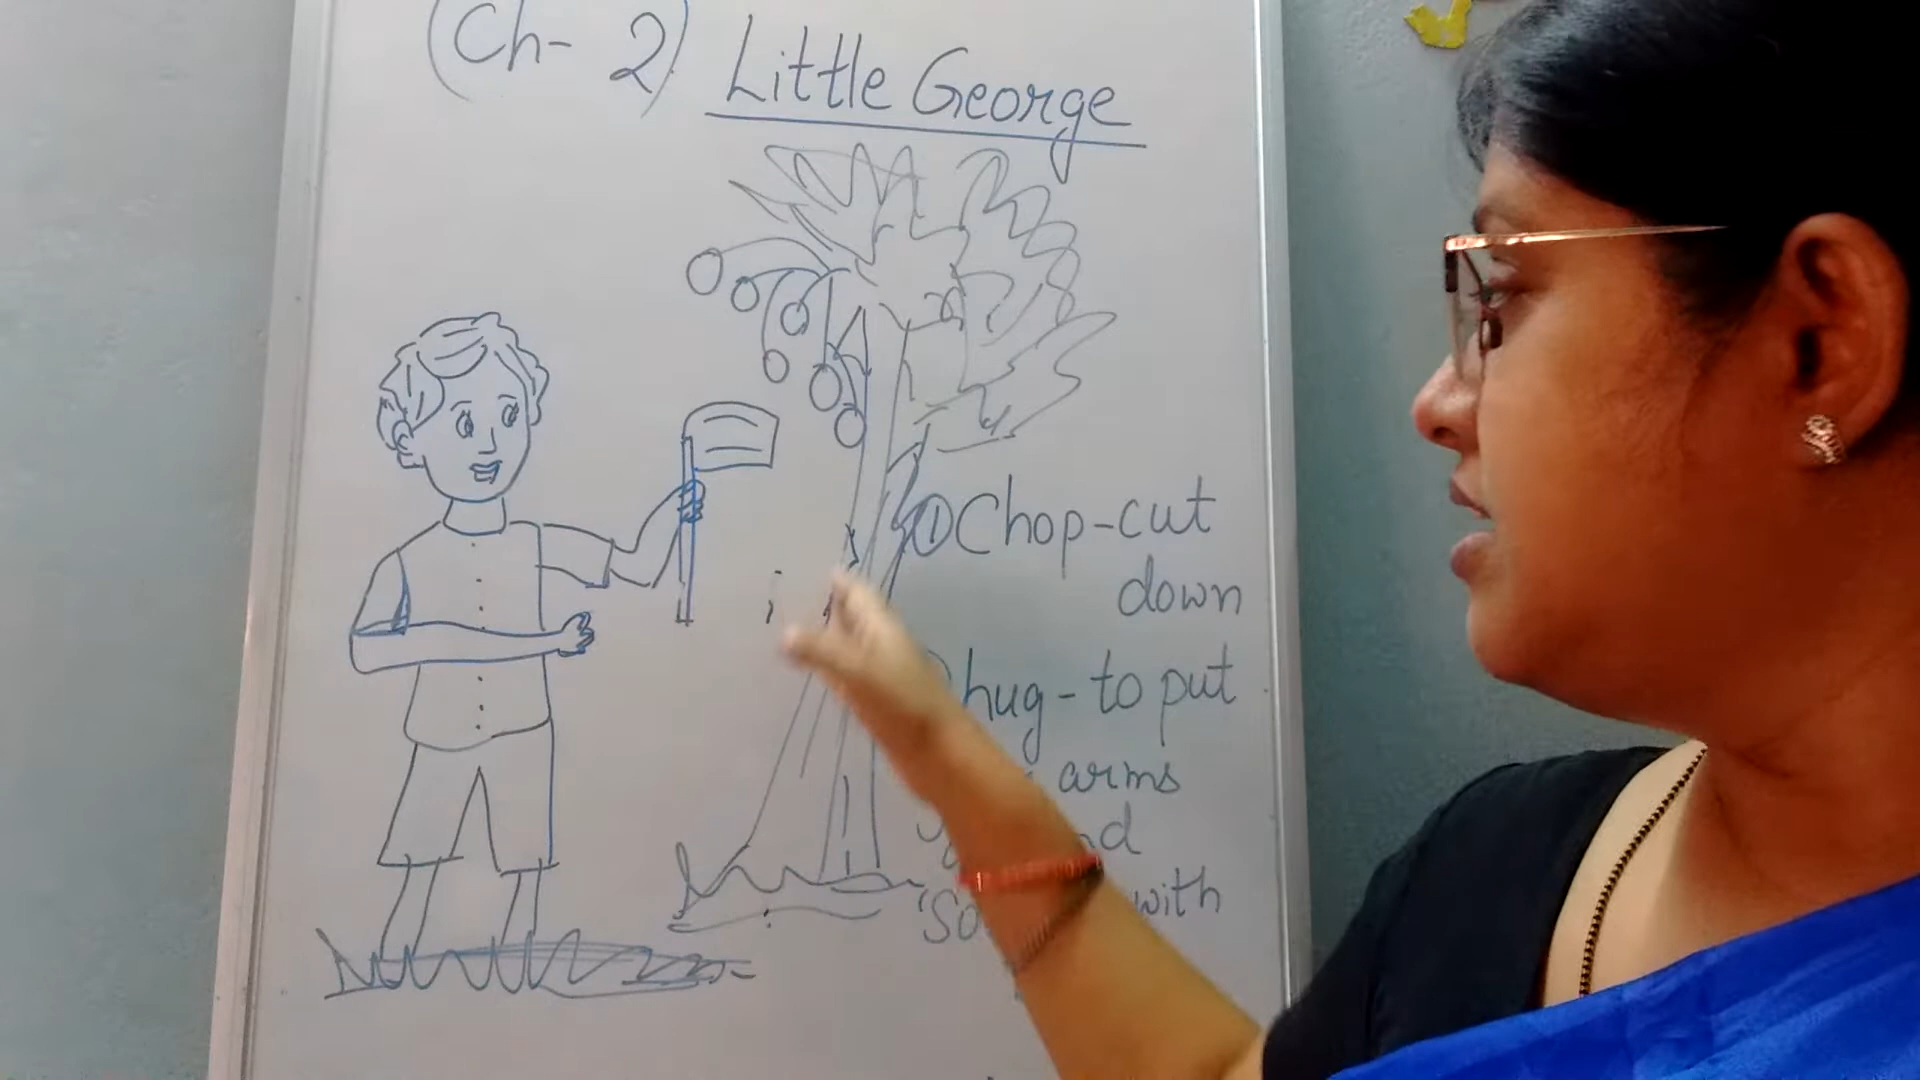 (Ch- 2) Little George
① Chop-cut
down
hug-to put
arms
with